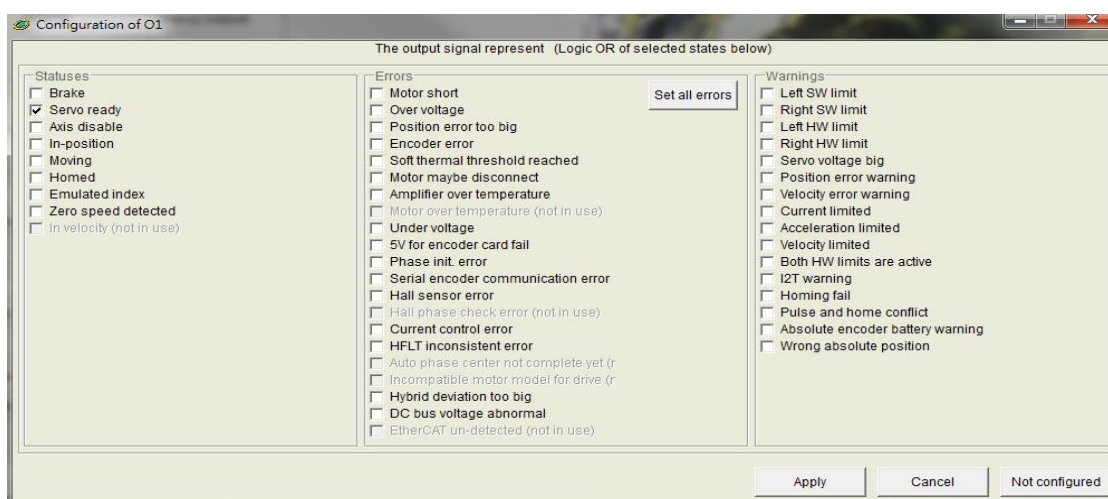 Configuration of O1
The output signal represent (Logic OR of selected states below)
Statuses
Brake
Servo ready
Axis disable
In-position
Moving
Homed
Emulated index
Zero speed detected
In velocity (not in use)
Errors
Set all errors
Motor short
Over voltage
Position error too big
Encoder error
Soft thermal threshold reached
Motor maybe disconnect
Amplifier over temperature
Motor over temperature (not in use)
Under voltage
5V for encoder card fail
Phase init. error
Serial encoder communication error
Hall sensor error
Hall phase check error (not in use)
Current control error
HFLT inconsistent error
Auto phase center not complete yet (r
Incompatible motor model for drive (r
Hybrid deviation too big
DC bus voltage abnormal
EtherCAT un-detected (not in use)
Warnings
Left SW limit
Right SW limit
Left HW limit
Right HW limit
Servo voltage big
Position error warning
Velocity error warning
Current limited
Acceleration limited
Velocity limited
Both HW limits are active
I2T warning
Homing fail
Pulse and home conflict
Absolute encoder battery warning
Wrong absolute position
Apply
Cancel
Not configured